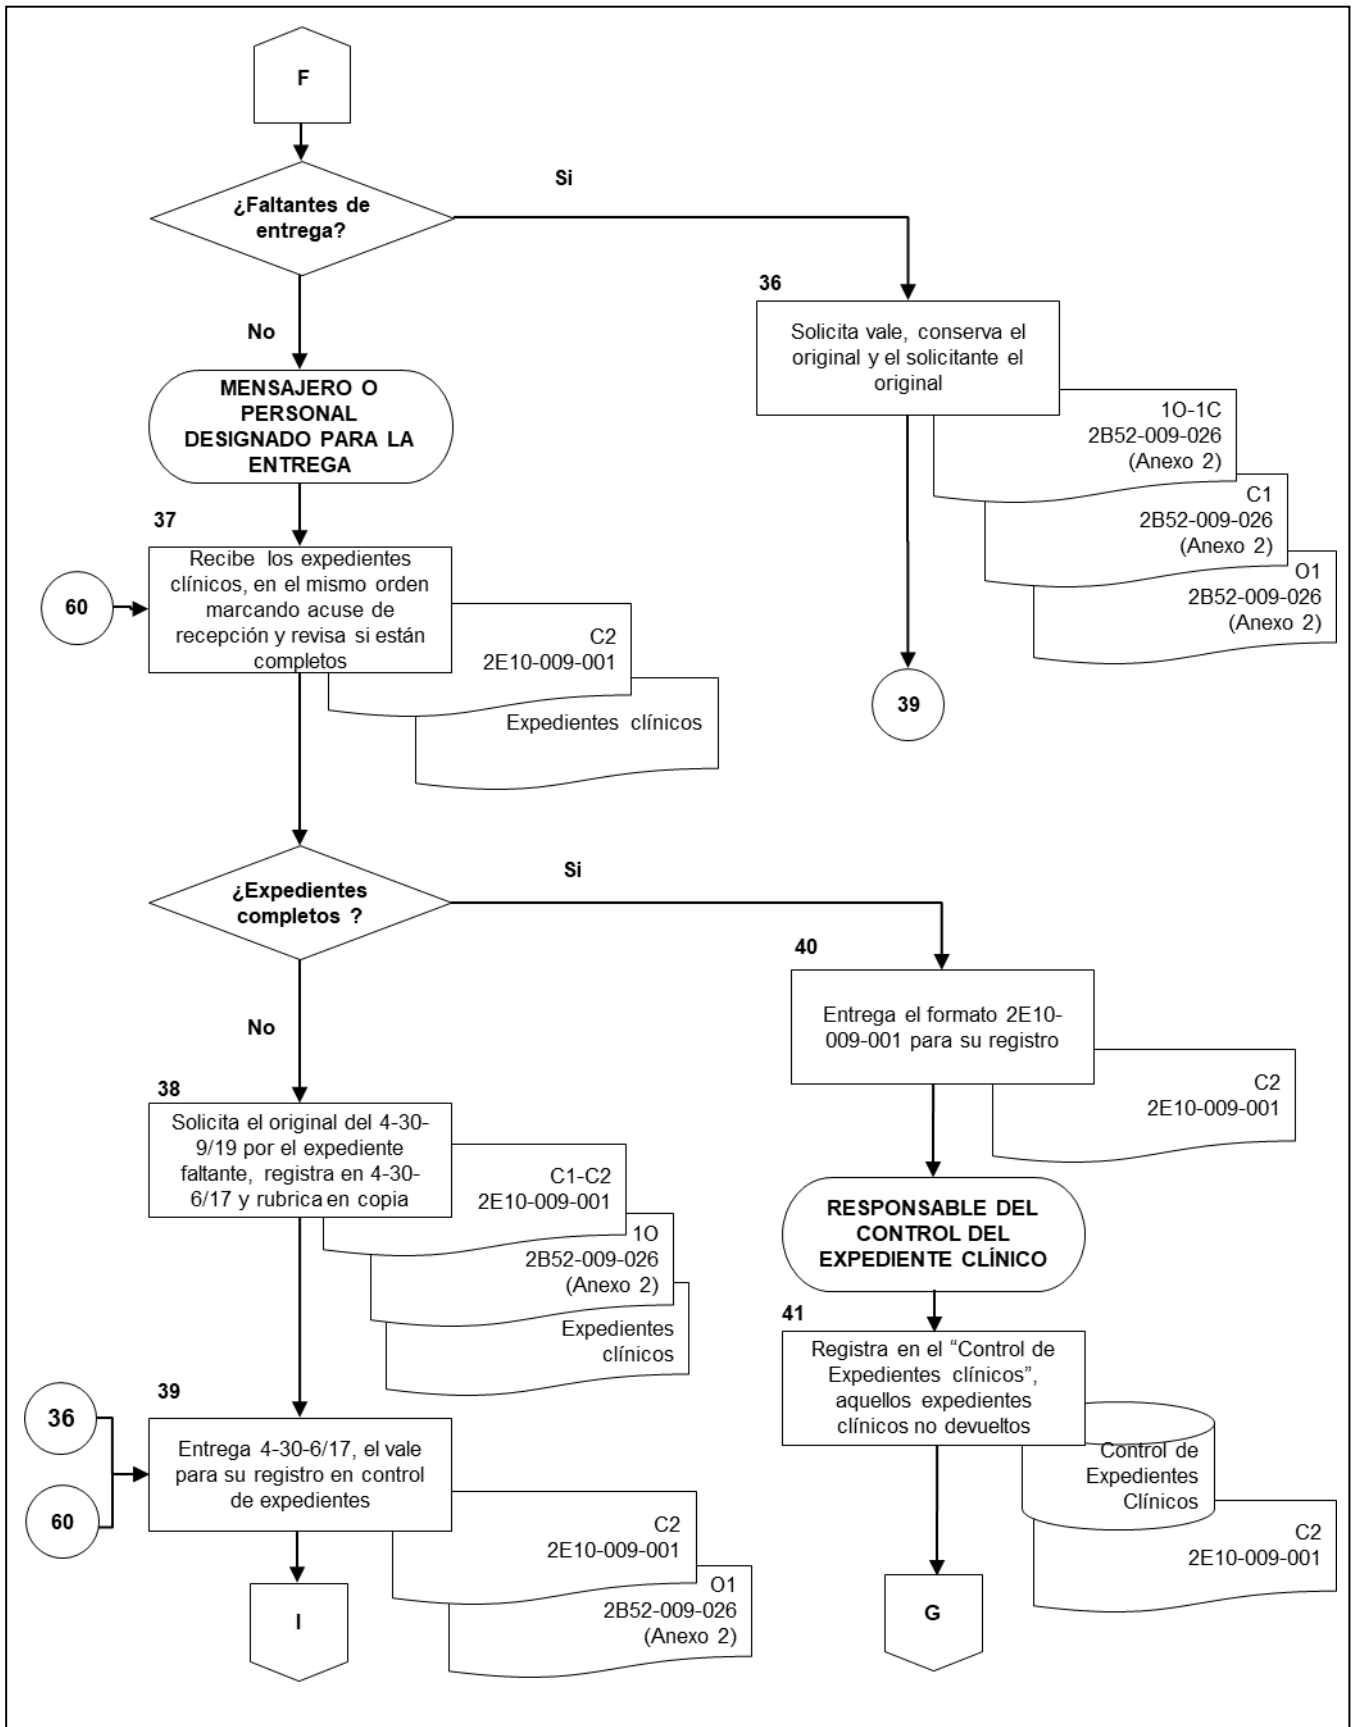 F
¿Faltantes de
entrega?
Si
No
36
Solicita vale, conserva el
original y el solicitante el
original
1O-1C
2B52-009-026
(Anexo 2)
C1
2B52-009-026
(Anexo 2)
O1
2B52-009-026
(Anexo 2)
39
MENSAJERO O
PERSONAL
DESIGNADO PARA LA
ENTREGA
37
60
Recibe los expedientes
clínicos, en el mismo orden
marcando acuse de
recepción y revisa si están
completos
C2
2E10-009-001
Expedientes clínicos
¿Expedientes
completos ?
Si
No
40
Entrega el formato 2E10-
009-001 para su registro
C2
2E10-009-001
RESPONSABLE DEL
CONTROL DEL
EXPEDIENTE CLÍNICO
41
Registra en el “Control de
Expedientes clínicos”,
aquellos expedientes
clínicos no devueltos
Control de
Expedientes
Clínicos
C2
2E10-009-001
G
38
Solicita el original del 4-30-
9/19 por el expediente
faltante, registra en 4-30-
6/17 y rubrica en copia
C1-C2
2E10-009-001
1O
2B52-009-026
(Anexo 2)
Expedientes
clínicos
39
36
60
Entrega 4-30-6/17, el vale
para su registro en control
de expedientes
C2
2E10-009-001
O1
2B52-009-026
(Anexo 2)
I